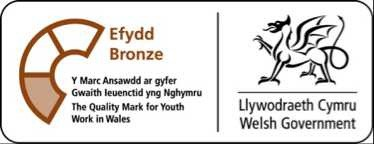 Efydd
Bronze
Y Marc Ansawdd ar gyfer
Gwaith Ieuenctid yng Nghymru
The Quality Mark for Youth
Work in Wales
Llywodraeth Cymru
Welsh Government